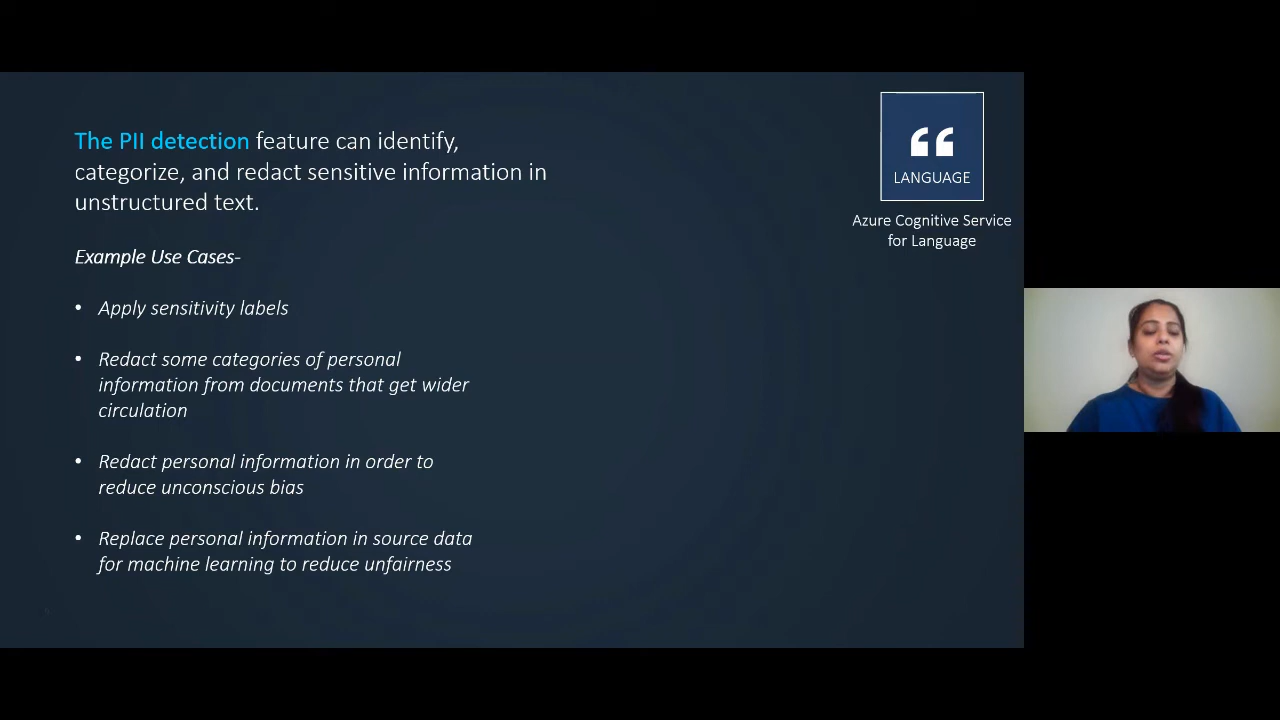 The PII detection feature can identify,
categorize, and redact sensitive information in
unstructured text.
Example Use Cases-
• Apply sensitivity labels
• Redact some categories of personal
information from documents that get wider
circulation
• Redact personal information in order to
reduce unconscious bias
• Replace personal information in source data
for machine learning to reduce unfairness
LANGUAGE
Azure Cognitive Service
for Language